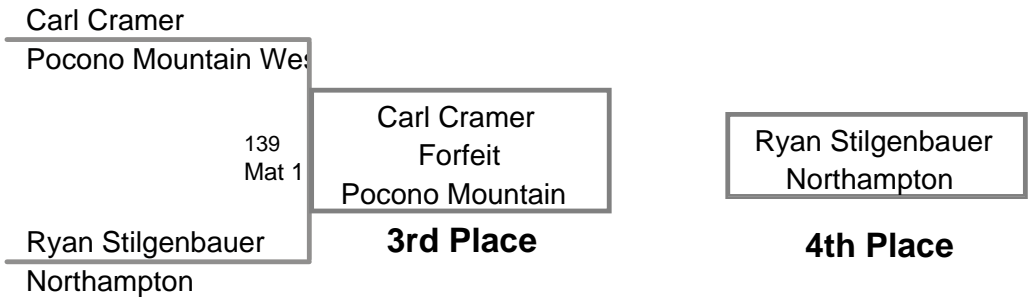 Carl Cramer
Pocono Mountain Wes
139
Mat 1
Ryan Stilgenbauer
Northampton
Carl Cramer
Forfeit
Pocono Mountain
3rd Place
Ryan Stilgenbauer
Northampton
4th Place